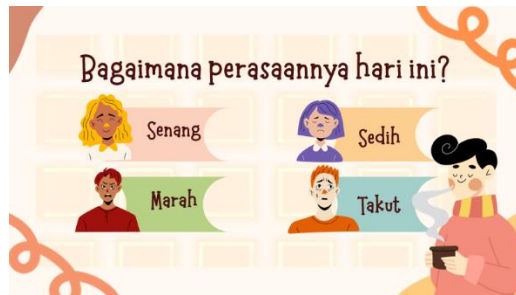 Bagaimana perasaannya hari ini?
Senang
Sedih
Marah
Takut